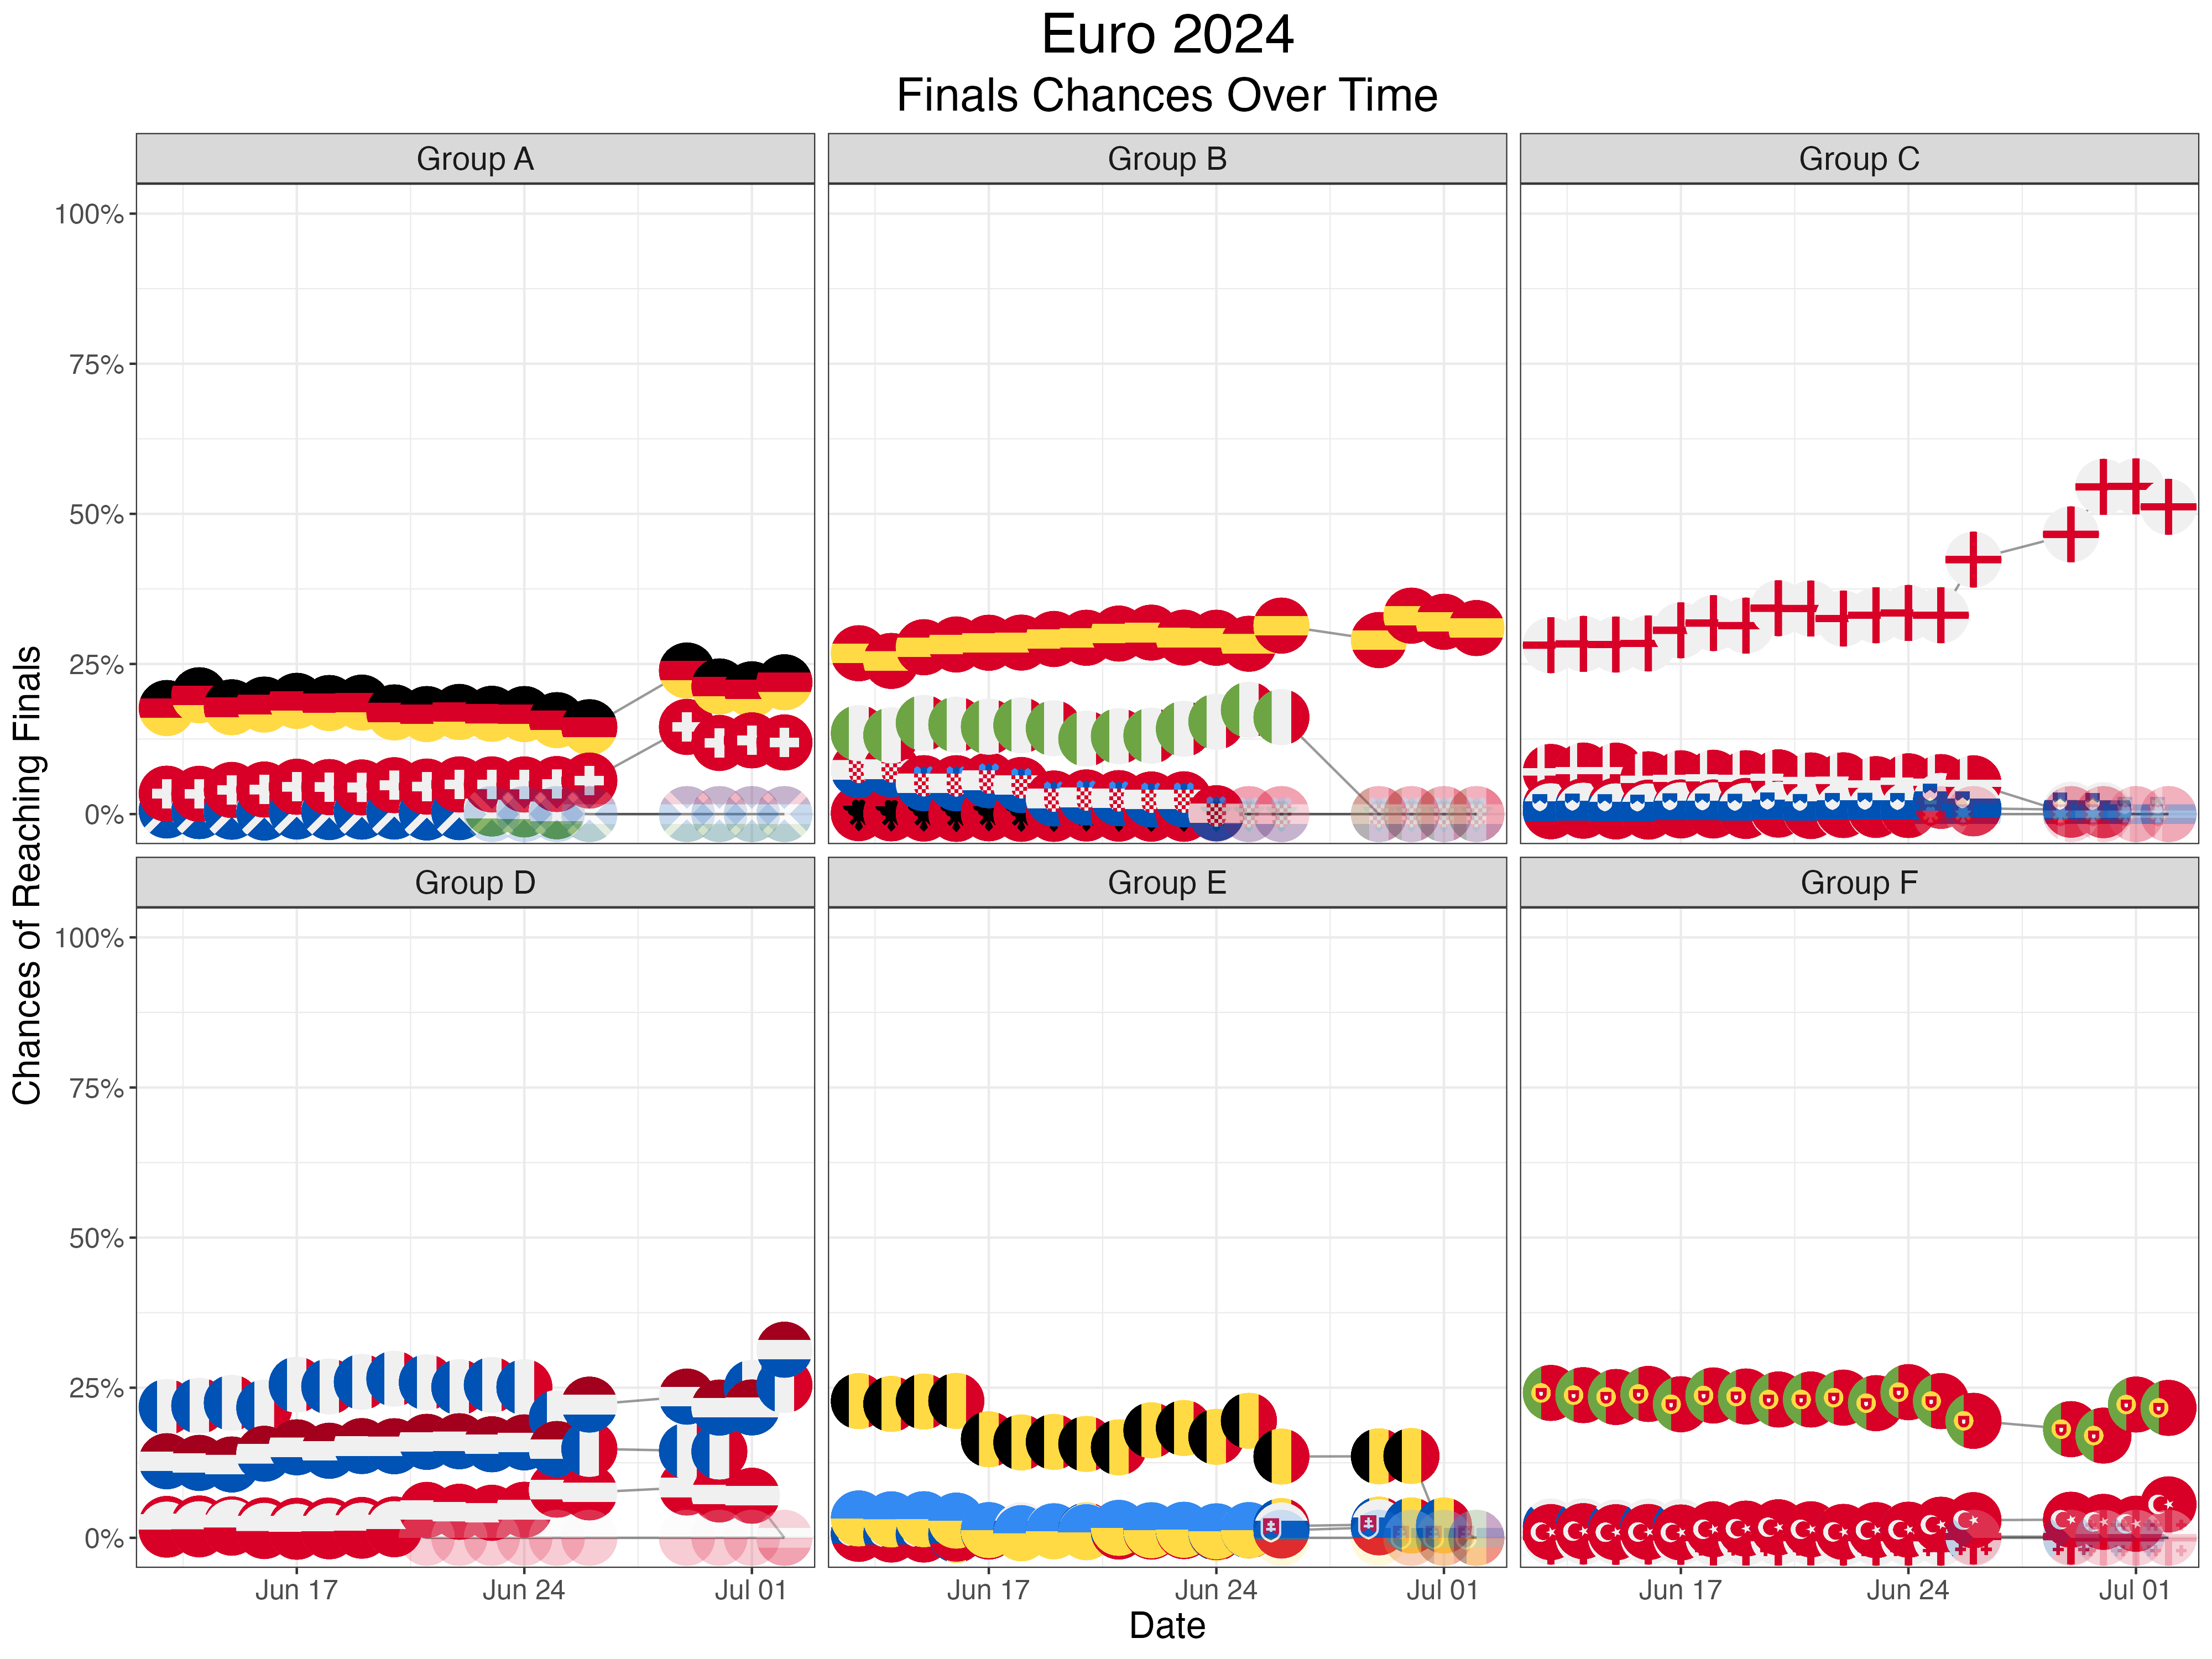 Euro 2024
Finals Chances Over Time
Group A
Group B
Group C
100%
75%
50%
25%
0%
Group D
Group E
Group F
100%
75%
50%
25%
0%
Jun 17
Jun 24
Jul 01
Jun 17
Jun 24
Jul 01
Jun 17
Jun 24
Jul 01
Date
Chances of Reaching Finals